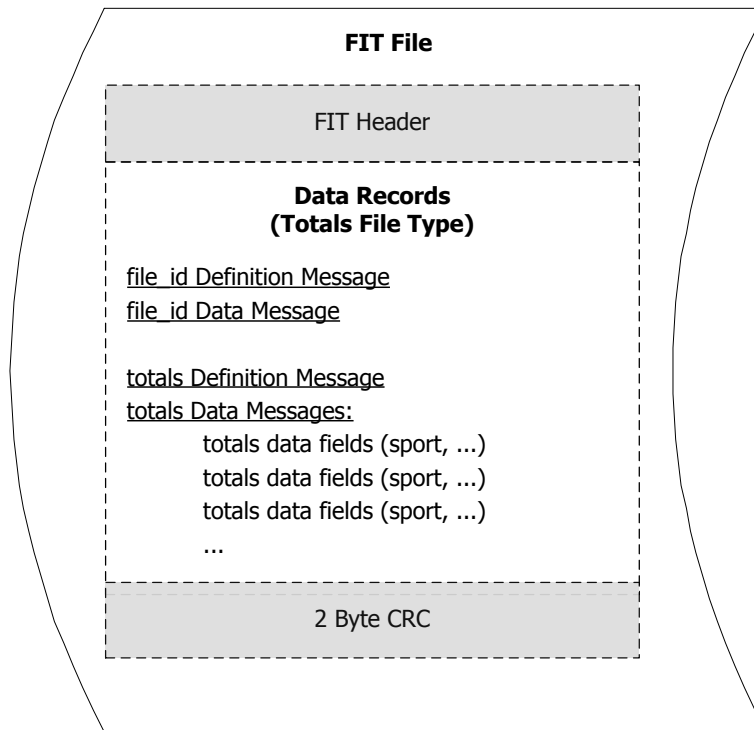 FIT File
FIT Header
Data Records
(Totals File Type)
file_id Definition Message
file_id Data Message
totals Definition Message
totals Data Messages:
totals data fields (sport, ...)
totals data fields (sport, ...)
totals data fields (sport, ...)
...
2 Byte CRC